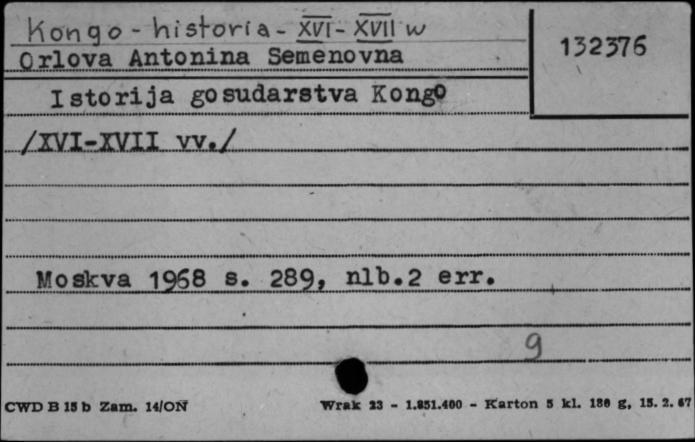 Kongo - historia - XVI - XVII w
132376
Orlova Antonina Semenovna
Istorija gosudarstva Kongo
/XVI-XVII vv./
Moskva 1968 s. 289, nlb.2 err.
9
CWD B 15 b Zam. 14/ON Wrak 23 - 1.851.400 - Karton 5 kl. 180 g, 15. 2. 67